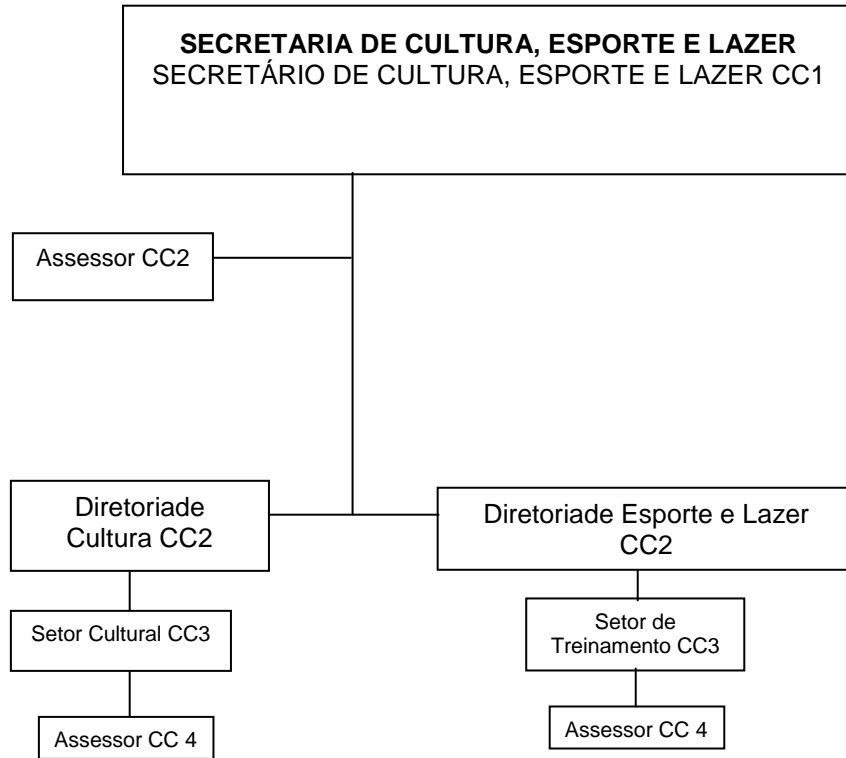 SECRETARIA DE CULTURA, ESPORTE E LAZER
SECRETÁRIO DE CULTURA, ESPORTE E LAZER CC1
Assessor CC2
Diretoriade
Cultura CC2
Diretoriade Esporte e Lazer
CC2
Setor Cultural CC3
Setor de
Treinamento CC3
Assessor CC 4
Assessor CC 4